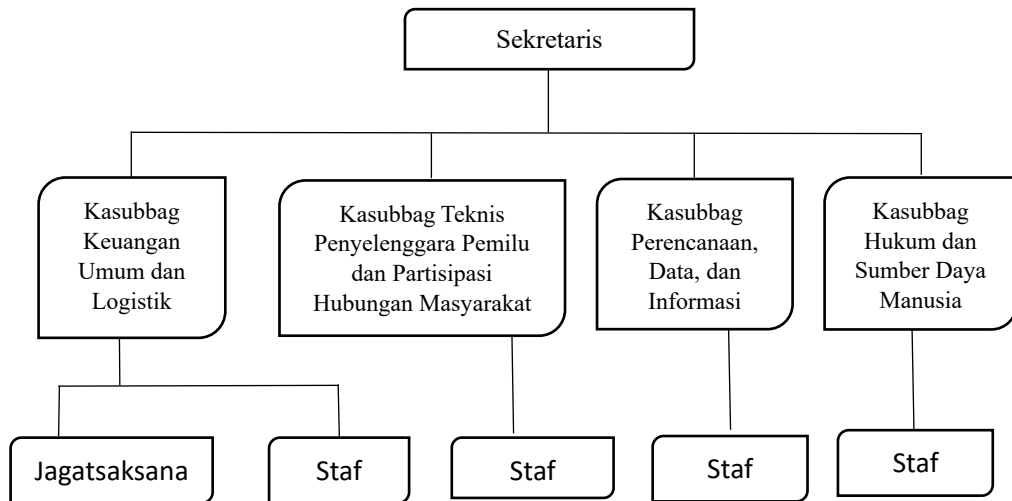 Sekretaris
Kasubbag
Keuangan
Umum dan
Logistik
Kasubbag Teknis
Penyelenggara Pemilu
dan Partisipasi
Hubungan Masyarakat
Kasubbag
Perencanaan,
Data, dan
Informasi
Kasubbag
Hukum dan
Sumber Daya
Manusia
Jagatsaksana
Staf
Staf
Staf
Staf